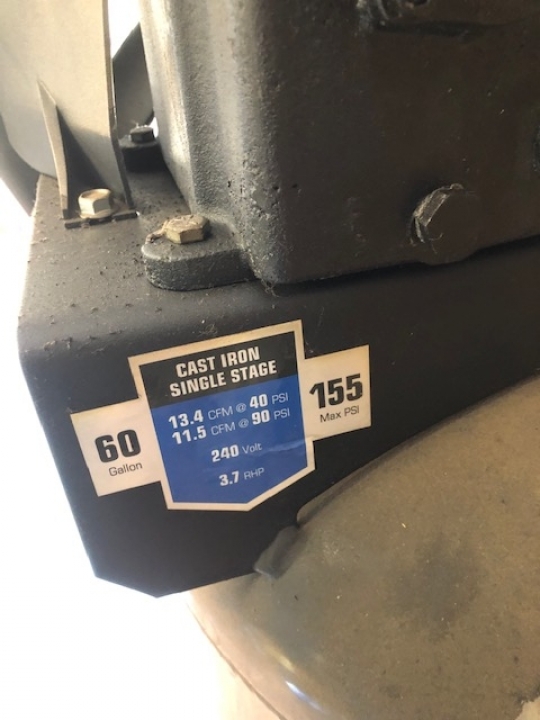 CAST IRON
SINGLE STAGE
13.4 CFM @ 40 PSI
11.5 CFM @ 90 PSI
240 Volt
3.7 RHP
60
Gallon
155
Max PSI